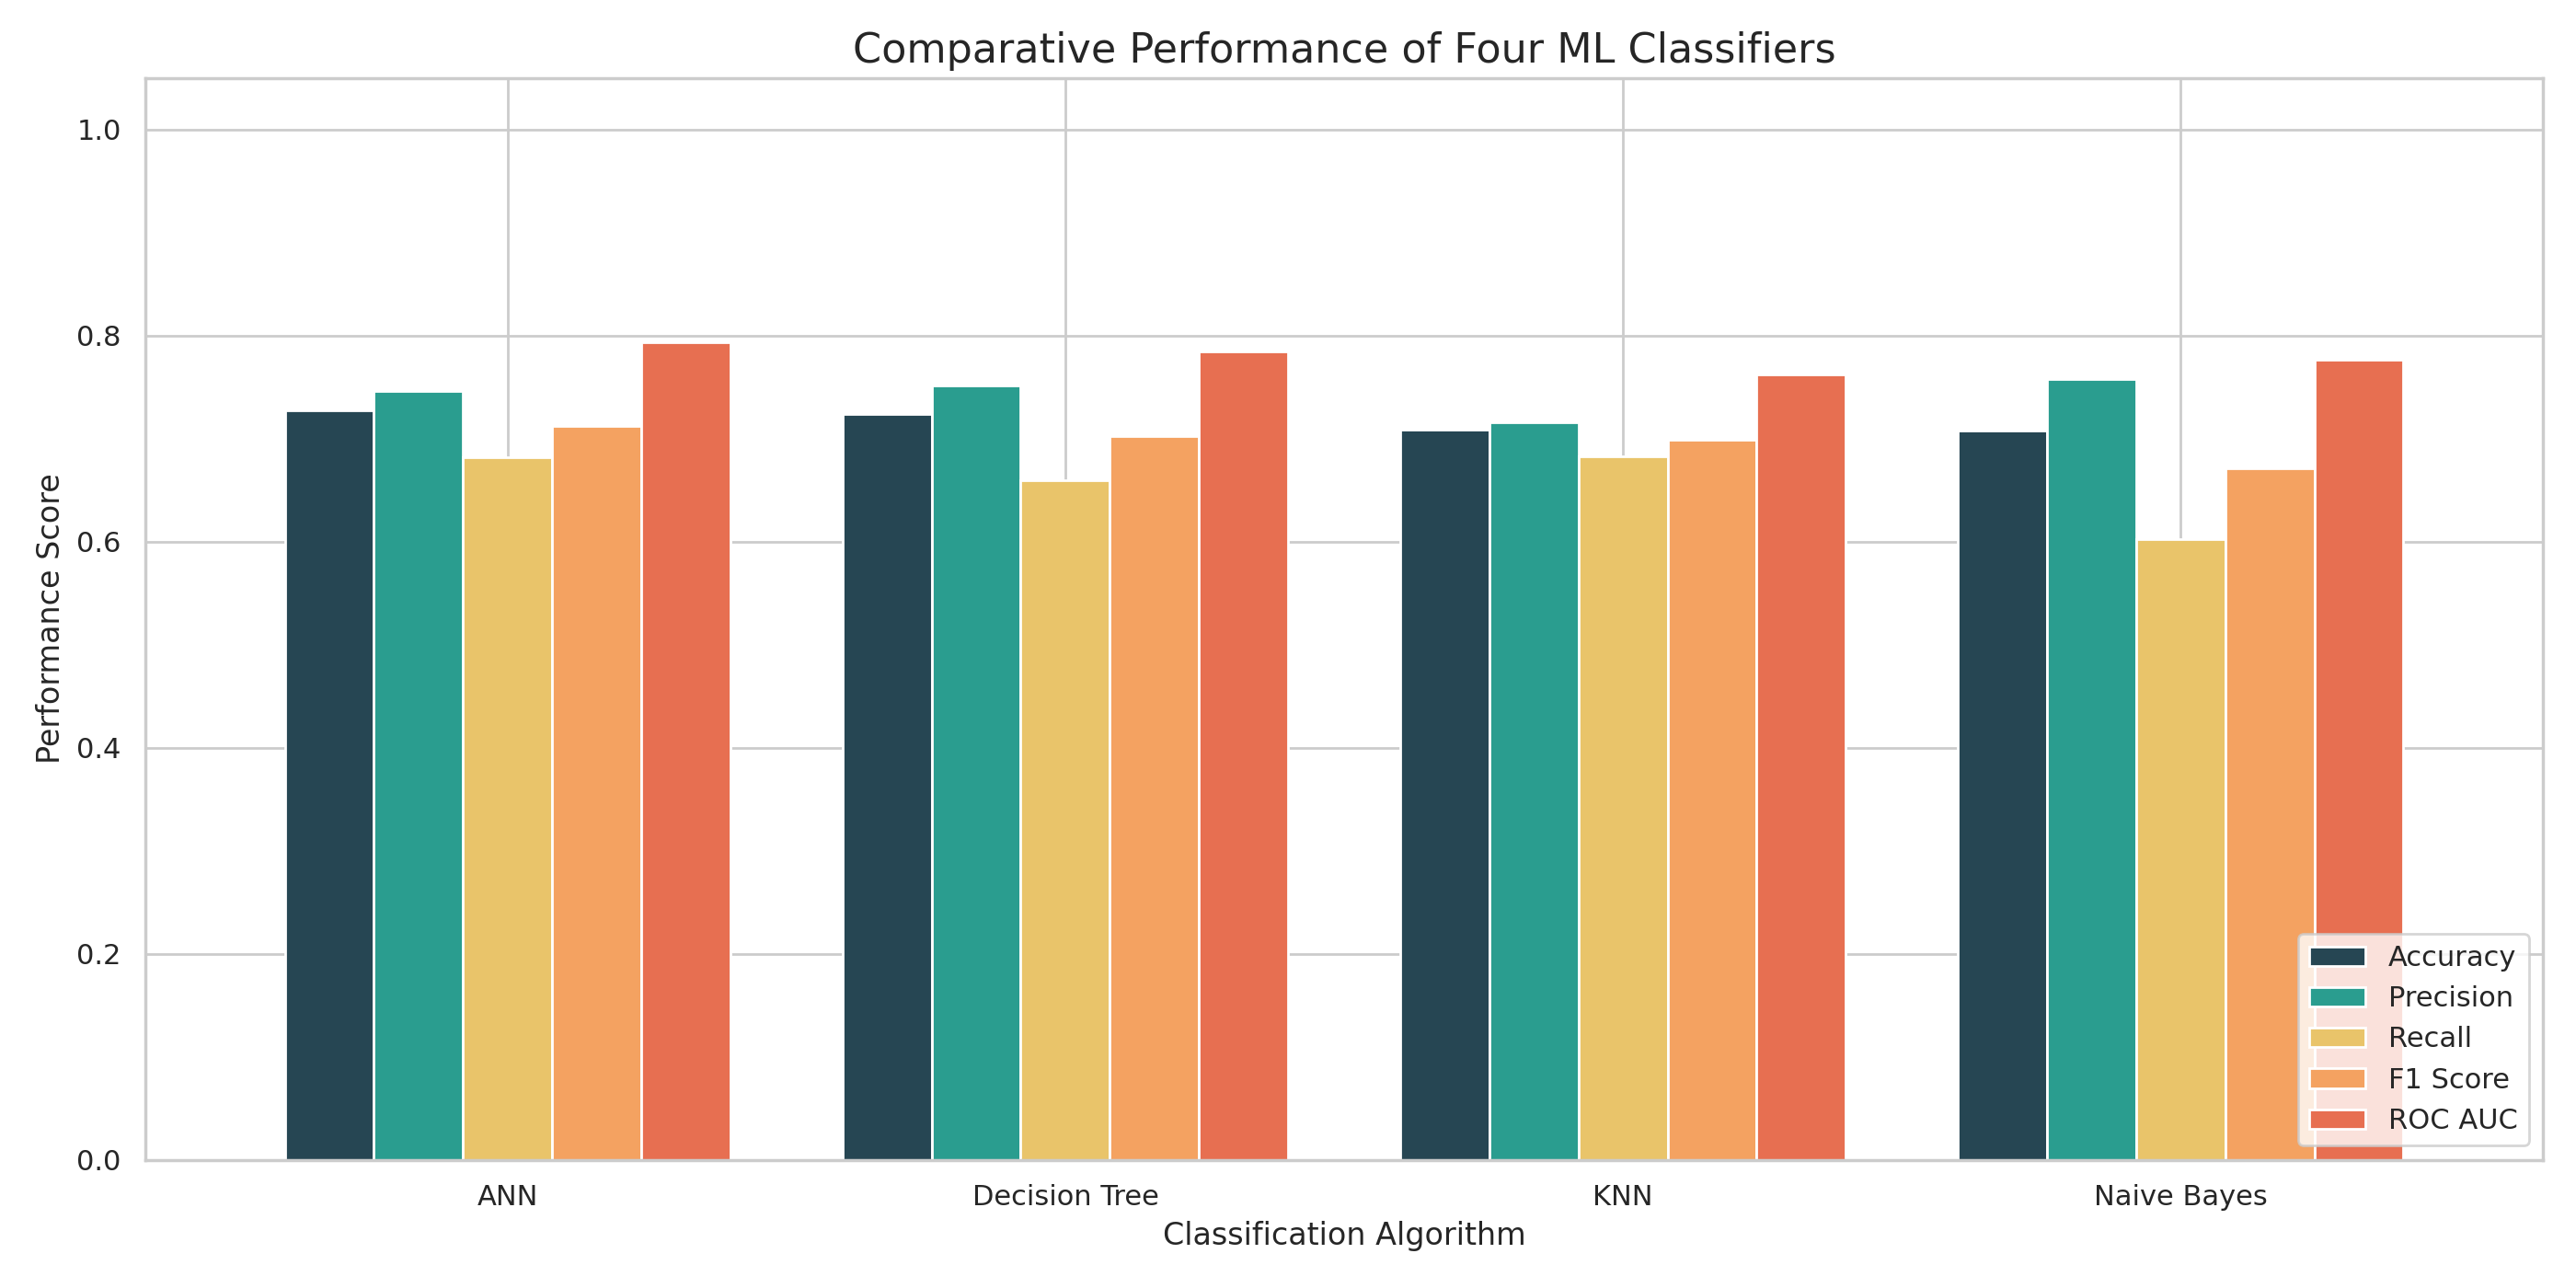 Comparative Performance of Four ML Classifiers
Performance Score
1.0
0.8
0.6
0.4
0.2
0.0
Accuracy
Precision
Recall
F1 Score
ROC AUC
ANN
Decision Tree
KNN
Naive Bayes
Classification Algorithm